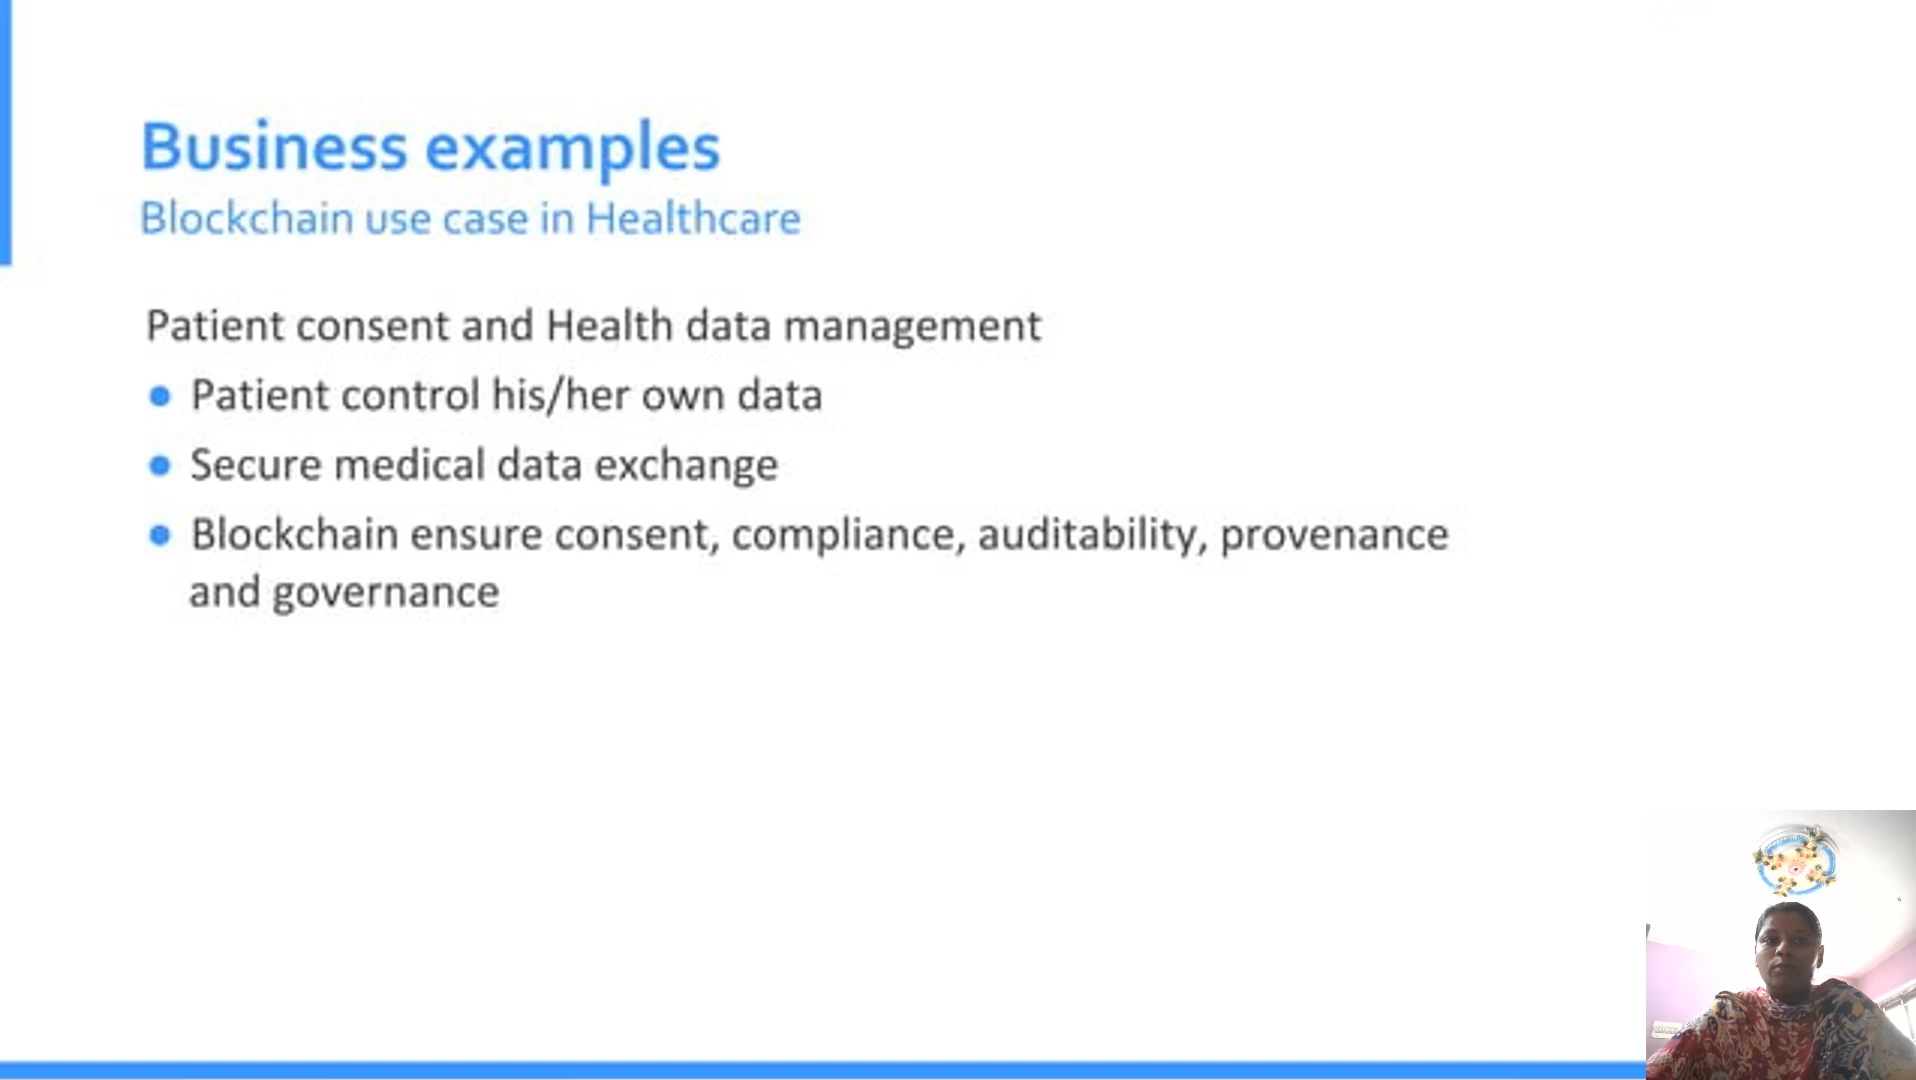 Business examples
Blockchain use case in Healthcare
Patient consent and Health data management
● Patient control his/her own data
● Secure medical data exchange
● Blockchain ensure consent, compliance, auditability, provenance
and governance